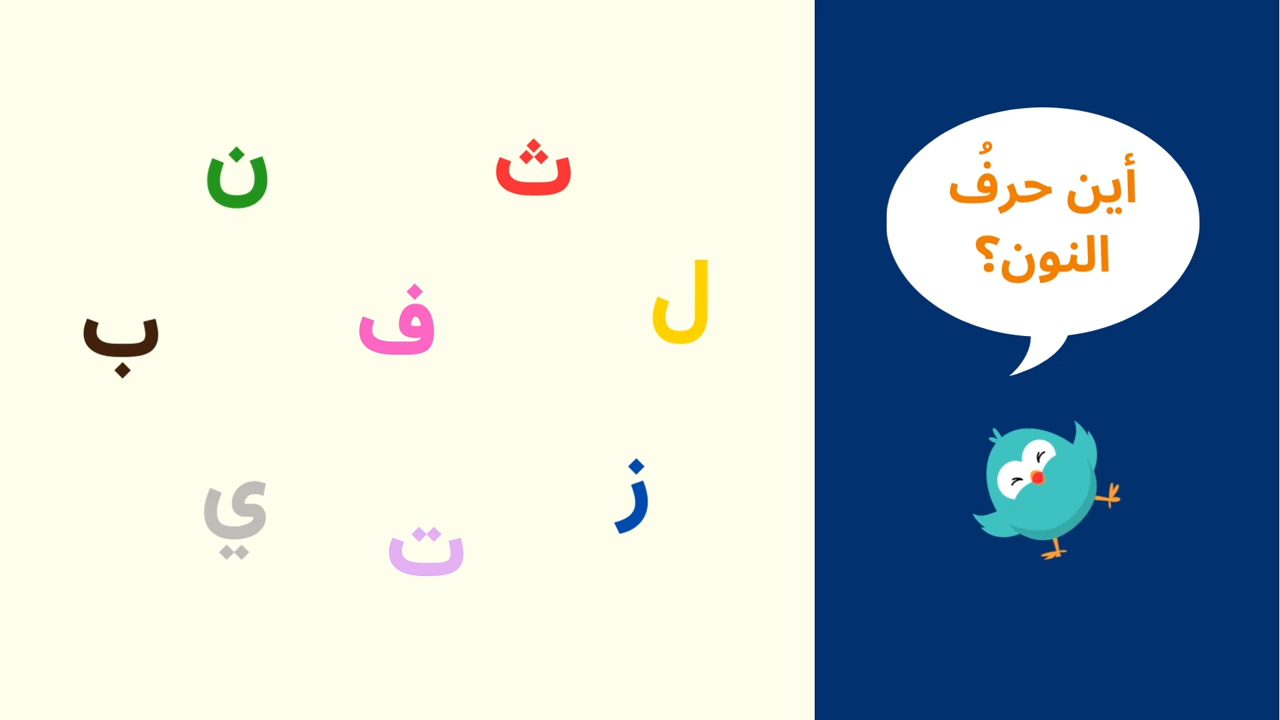 أين حرفُ
النون؟
ث
ن
ل
ف
ب
ز
ي
ت